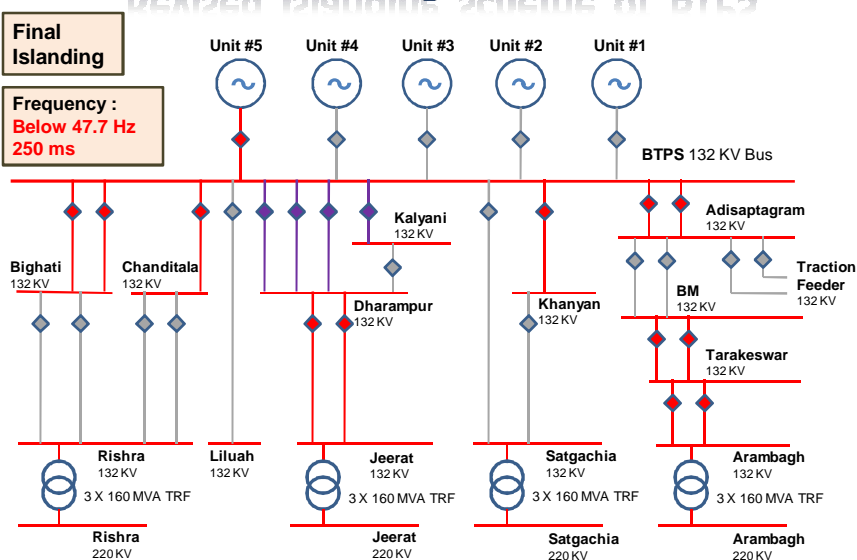 Final
Islanding
Frequency :
Below 47.7 Hz
250 ms
Unit #5
Unit #4
Unit #3
Unit #2
Unit #1
BTPS 132 KV Bus
Kalyani
132 KV
Adisaptagram
132 KV
Bighati
132 KV
Chanditala
132 KV
Dharampur
132 KV
Khanyan
132 KV
BM
132 KV
Traction
Feeder
132 KV
Tarakeswar
132 KV
Rishra
132 KV
3 X 160 MVA TRF
Liluah
132 KV
Jeerat
132 KV
3 X 160 MVA TRF
Satgachia
132 KV
3 X 160 MVA TRF
Arambagh
132 KV
3 X 160 MVA TRF
Rishra
220 KV
Jeerat
220 KV
Satgachia
220 KV
Arambagh
220 KV